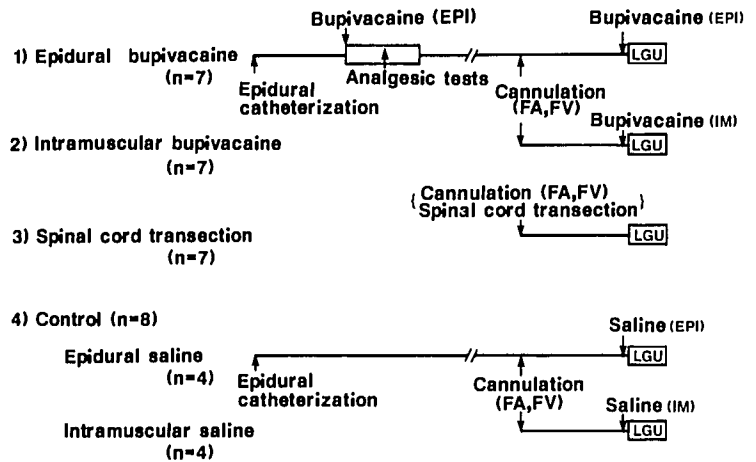 Bupivacaine (EPI)
Bupivacaine (EPI)
1) Epidural bupivacaine
(n=7)
LGU
Analgesic tests
Epidural
catheterization
Cannulation
(FA,FV)
Bupivacaine (IM)
2) Intramuscular bupivacaine
(n=7)
LGU
{Cannulation (FA,FV)
Spinal cord transection}
3) Spinal cord transection
(n=7)
LGU
4) Control (n=8)
Saline (EPI)
Epidural saline
(n=4)
LGU
Epidural
catheterization
Cannulation
(FA,FV)
Saline (IM)
Intramuscular saline
(n=4)
LGU